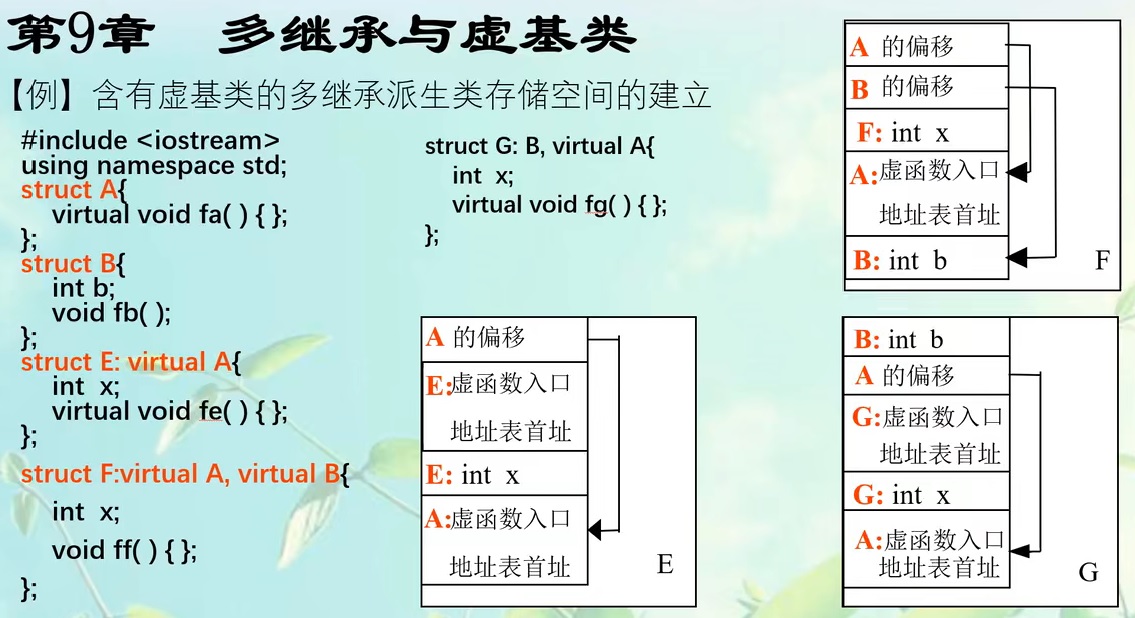 第9章 多继承与虚基类
【例】含有虚基类的多继承派生类存储空间的建立
#include <iostream>
using namespace std;
struct A{
virtual void fa( ) { };
};
struct B{
int b;
void fb( );
};
struct E: virtual A{
int x;
virtual void fe( ) { };
};
struct F:virtual A, virtual B{
int x;
void ff( ) { };
};
struct G: B, virtual A{
int x;
virtual void fg( ) { };
};
A 的偏移
E:虚函数入口
地址表首址
E: int x
A:虚函数入口
地址表首址
E
A 的偏移
B 的偏移
F: int x
A:虚函数入口
地址表首址
B: int b
F
B: int b
A 的偏移
G:虚函数入口
地址表首址
G: int x
A:虚函数入口
地址表首址
G